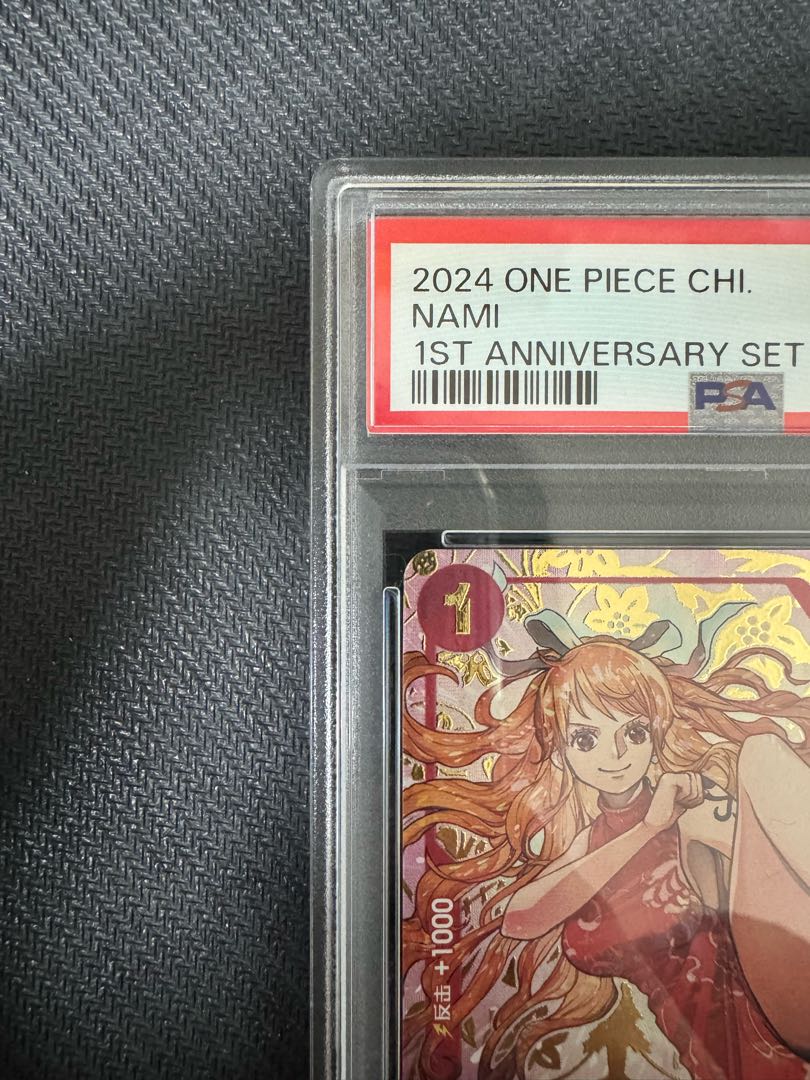 2024 ONE PIECE CHI.
NAMI
1ST ANNIVERSARY SET
PSA
1
反击 +1000